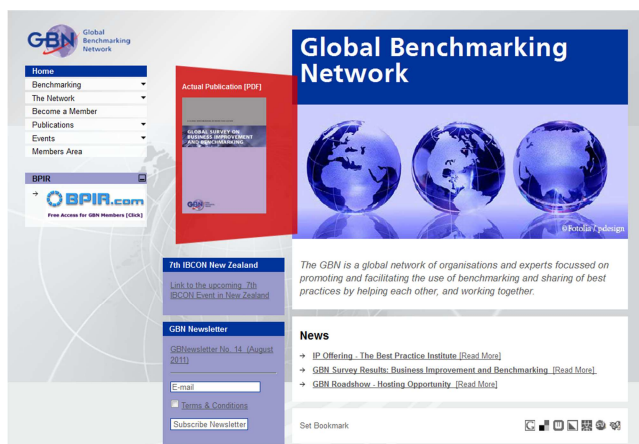 GBN
Global
Benchmarking
Network
Home
Benchmarking
The Network
Become a Member
Publications
Events
Members Area
BPIR
BPIR.com
Free Access for GBN Members [Click]
Actual Publication [PDF]
GLOBAL SURVEY ON
BUSINESS IMPROVEMENT
AND BENCHMARKING
GBN
7th IBCON New Zealand
Link to the upcoming 7th
IBCON Event in New Zealand
GBN Newsletter
GBNewsletter No. 14 (August
2011)
E-mail
Terms & Conditions
Subscribe Newsletter
Global Benchmarking
Network
©Fotolia / pdesign
The GBN is a global network of organisations and experts focussed on
promoting and facilitating the use of benchmarking and sharing of best
practices by helping each other, and working together.
News
IP Offering - The Best Practice Institute [Read More]
GBN Survey Results: Business Improvement and Benchmarking [Read More]
GBN Roadshow - Hosting Opportunity [Read More]
Set Bookmark